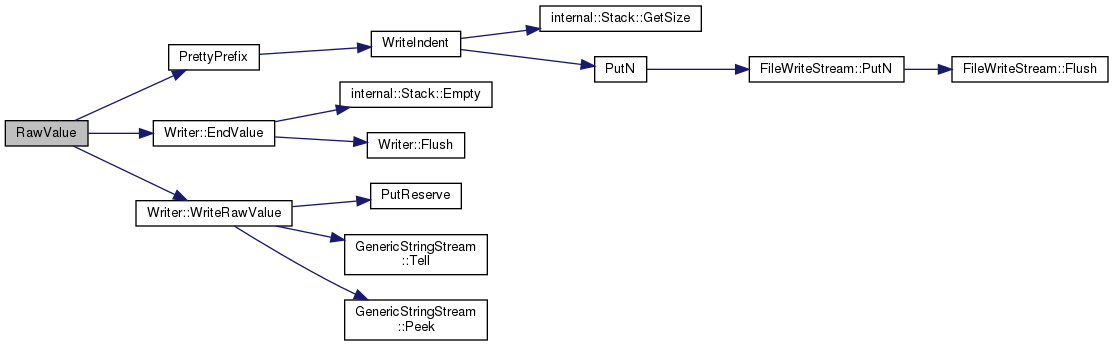 internal::Stack::GetSize
WriteIndent
PrettyPrefix
PutN
FileWriteStream::PutN
FileWriteStream::Flush
internal::Stack::Empty
RawValue
Writer::EndValue
Writer::Flush
PutReserve
Writer::WriteRawValue
GenericStringStream
::Tell
GenericStringStream
::Peek